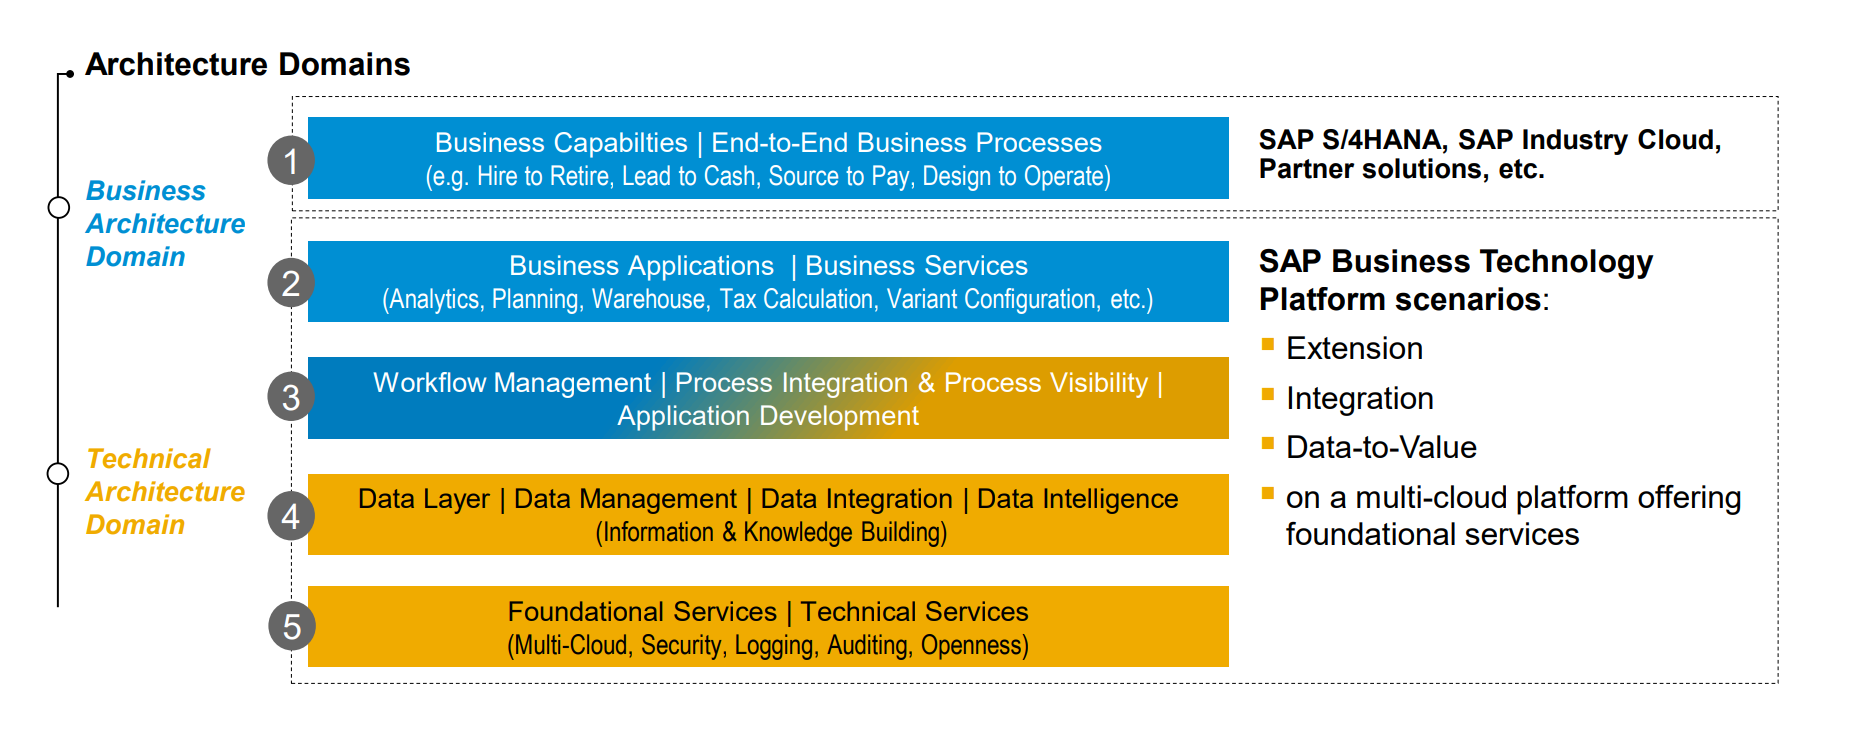 Architecture Domains
Business
Architecture
Domain
Technical
Architecture
Domain
1
Business Capabilties | End-to-End Business Processes
(e.g. Hire to Retire, Lead to Cash, Source to Pay, Design to Operate)
SAP S/4HANA, SAP Industry Cloud,
Partner solutions, etc.
2
Business Applications | Business Services
(Analytics, Planning, Warehouse, Tax Calculation, Variant Configuration, etc.)
3
Workflow Management | Process Integration & Process Visibility |
Application Development
4
Data Layer | Data Management | Data Integration | Data Intelligence
(Information & Knowledge Building)
5
Foundational Services | Technical Services
(Multi-Cloud, Security, Logging, Auditing, Openness)
SAP Business Technology
Platform scenarios:
Extension
Integration
Data-to-Value
on a multi-cloud platform offering
foundational services